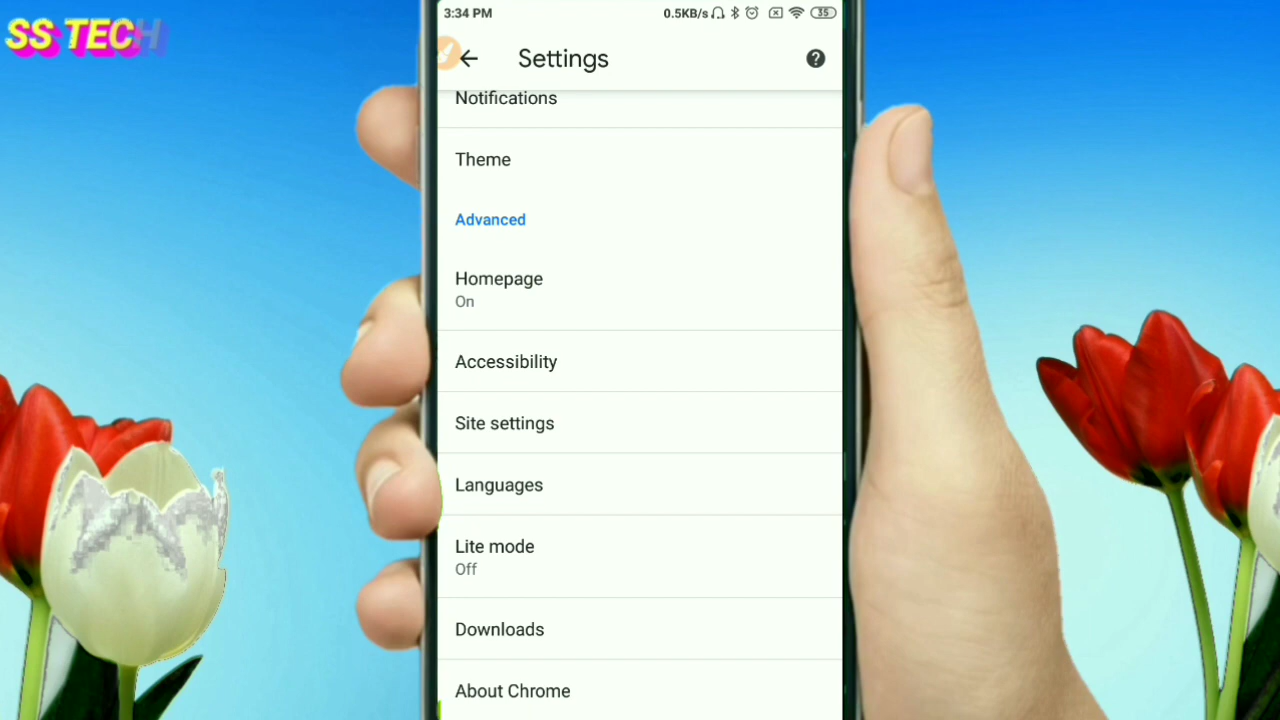 SS TECH
3:34 PM 0.5KB/s 35
Settings
Notifications
Theme
Advanced
Homepage
On
Accessibility
Site settings
Languages
Lite mode
Off
Downloads
About Chrome